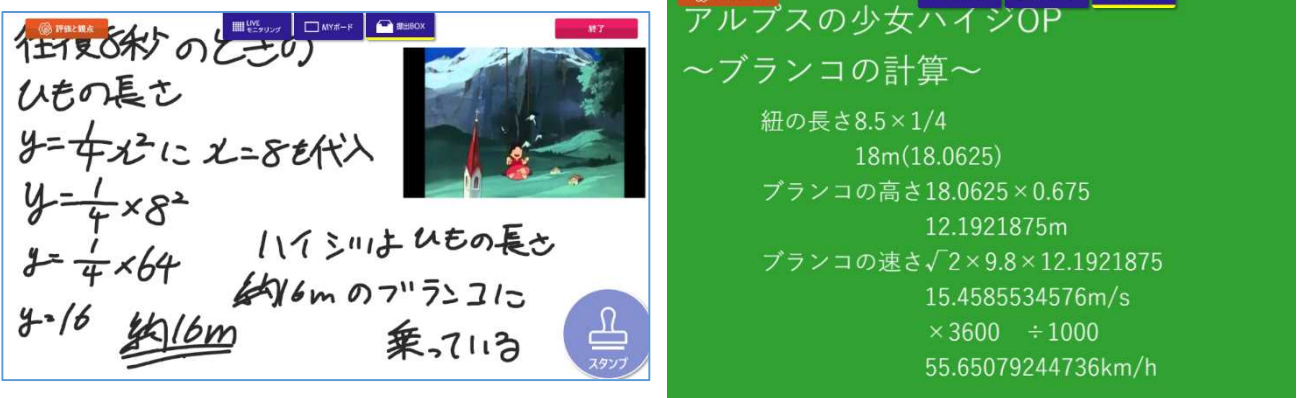 評価と観点
LIVE
モニタリング
MYボード
提出BOX
終了
往復8秒のときの
ひもの長さ
y=1/4x²にx=8を代入
y=1/4×8²
y=1/4×64
y=16 約16m
ハイジはひもの長さ
約16mのブランコに
乗っている
スタンプ
アルプスの少女ハイジOP
～ブランコの計算～
紐の長さ8.5×1/4
18m(18.0625)
ブランコの高さ18.0625×0.675
12.1921875m
ブランコの速さ√2×9.8×12.1921875
15.4585534576m/s
×3600 ÷1000
55.65079244736km/h